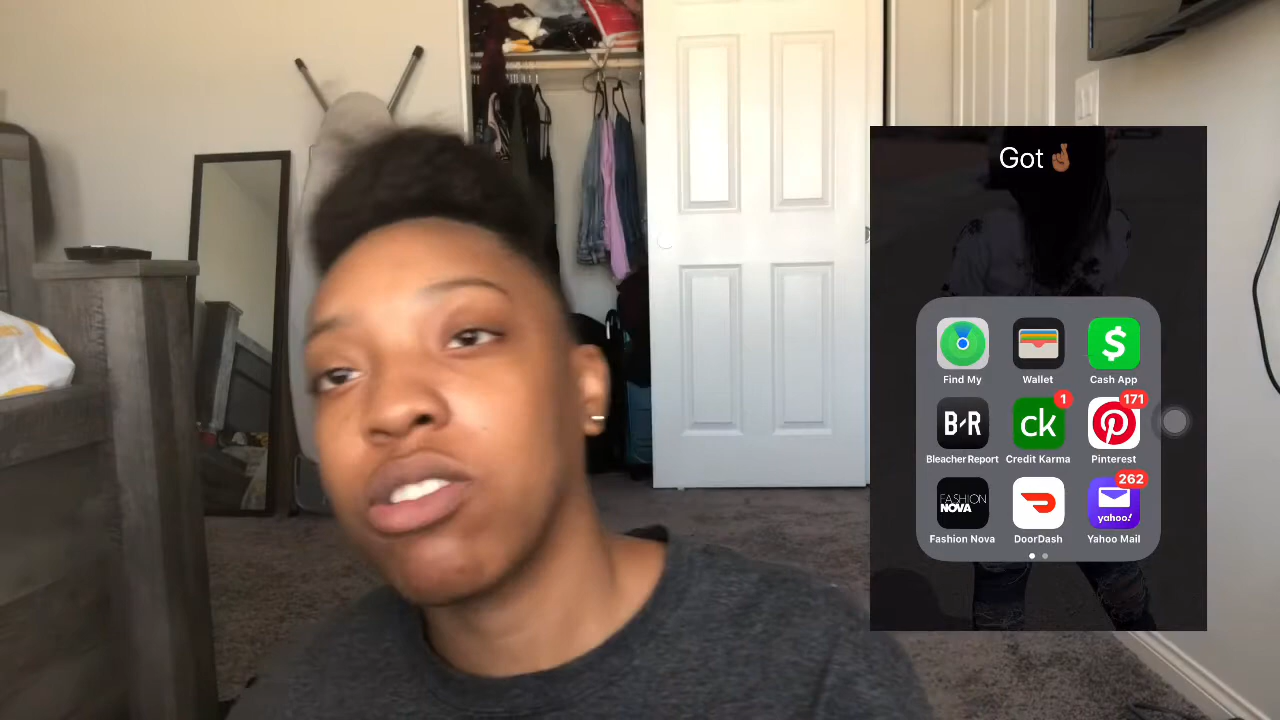 Got 🤞🏾
Find My
Wallet
$
Cash App
B/R
Bleacher Report
ck
1
Credit Karma
171
Pinterest
FASHION
NOVA
Fashion Nova
DoorDash
262
yahoo!
Yahoo Mail